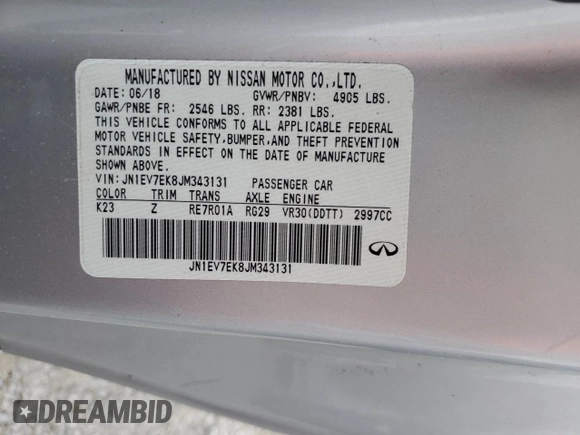 MANUFACTURED BY NISSAN MOTOR CO.,LTD.
DATE: 06/18 GVWR/PNBV: 4905 LBS.
GAWR/PNBE FR: 2546 LBS. RR: 2381 LBS.
THIS VEHICLE CONFORMS TO ALL APPLICABLE FEDERAL
MOTOR VEHICLE SAFETY,BUMPER,AND THEFT PREVENTION
STANDARDS IN EFFECT ON THE DATE OF MANUFACTURE
SHOWN ABOVE.
VIN: JN1EV7EK8JM343131 PASSENGER CAR
COLOR TRIM TRANS AXLE ENGINE
K23 Z RE7R01A RG29 VR30(DDTT) 2997CC
JN1EV7EK8JM343131
DREAMBID